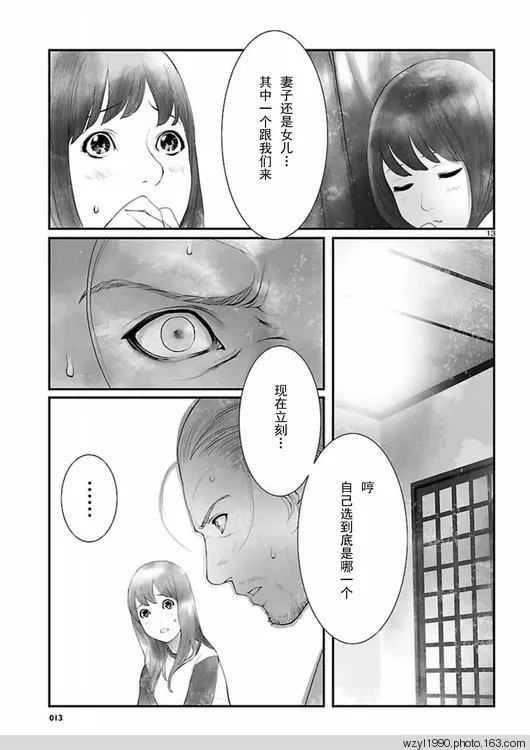 妻子还是女儿…
其中一个跟我们来
13
哼
自己选到底是哪一个
现在立刻…
……
013
wzyl1990.photo.163.com